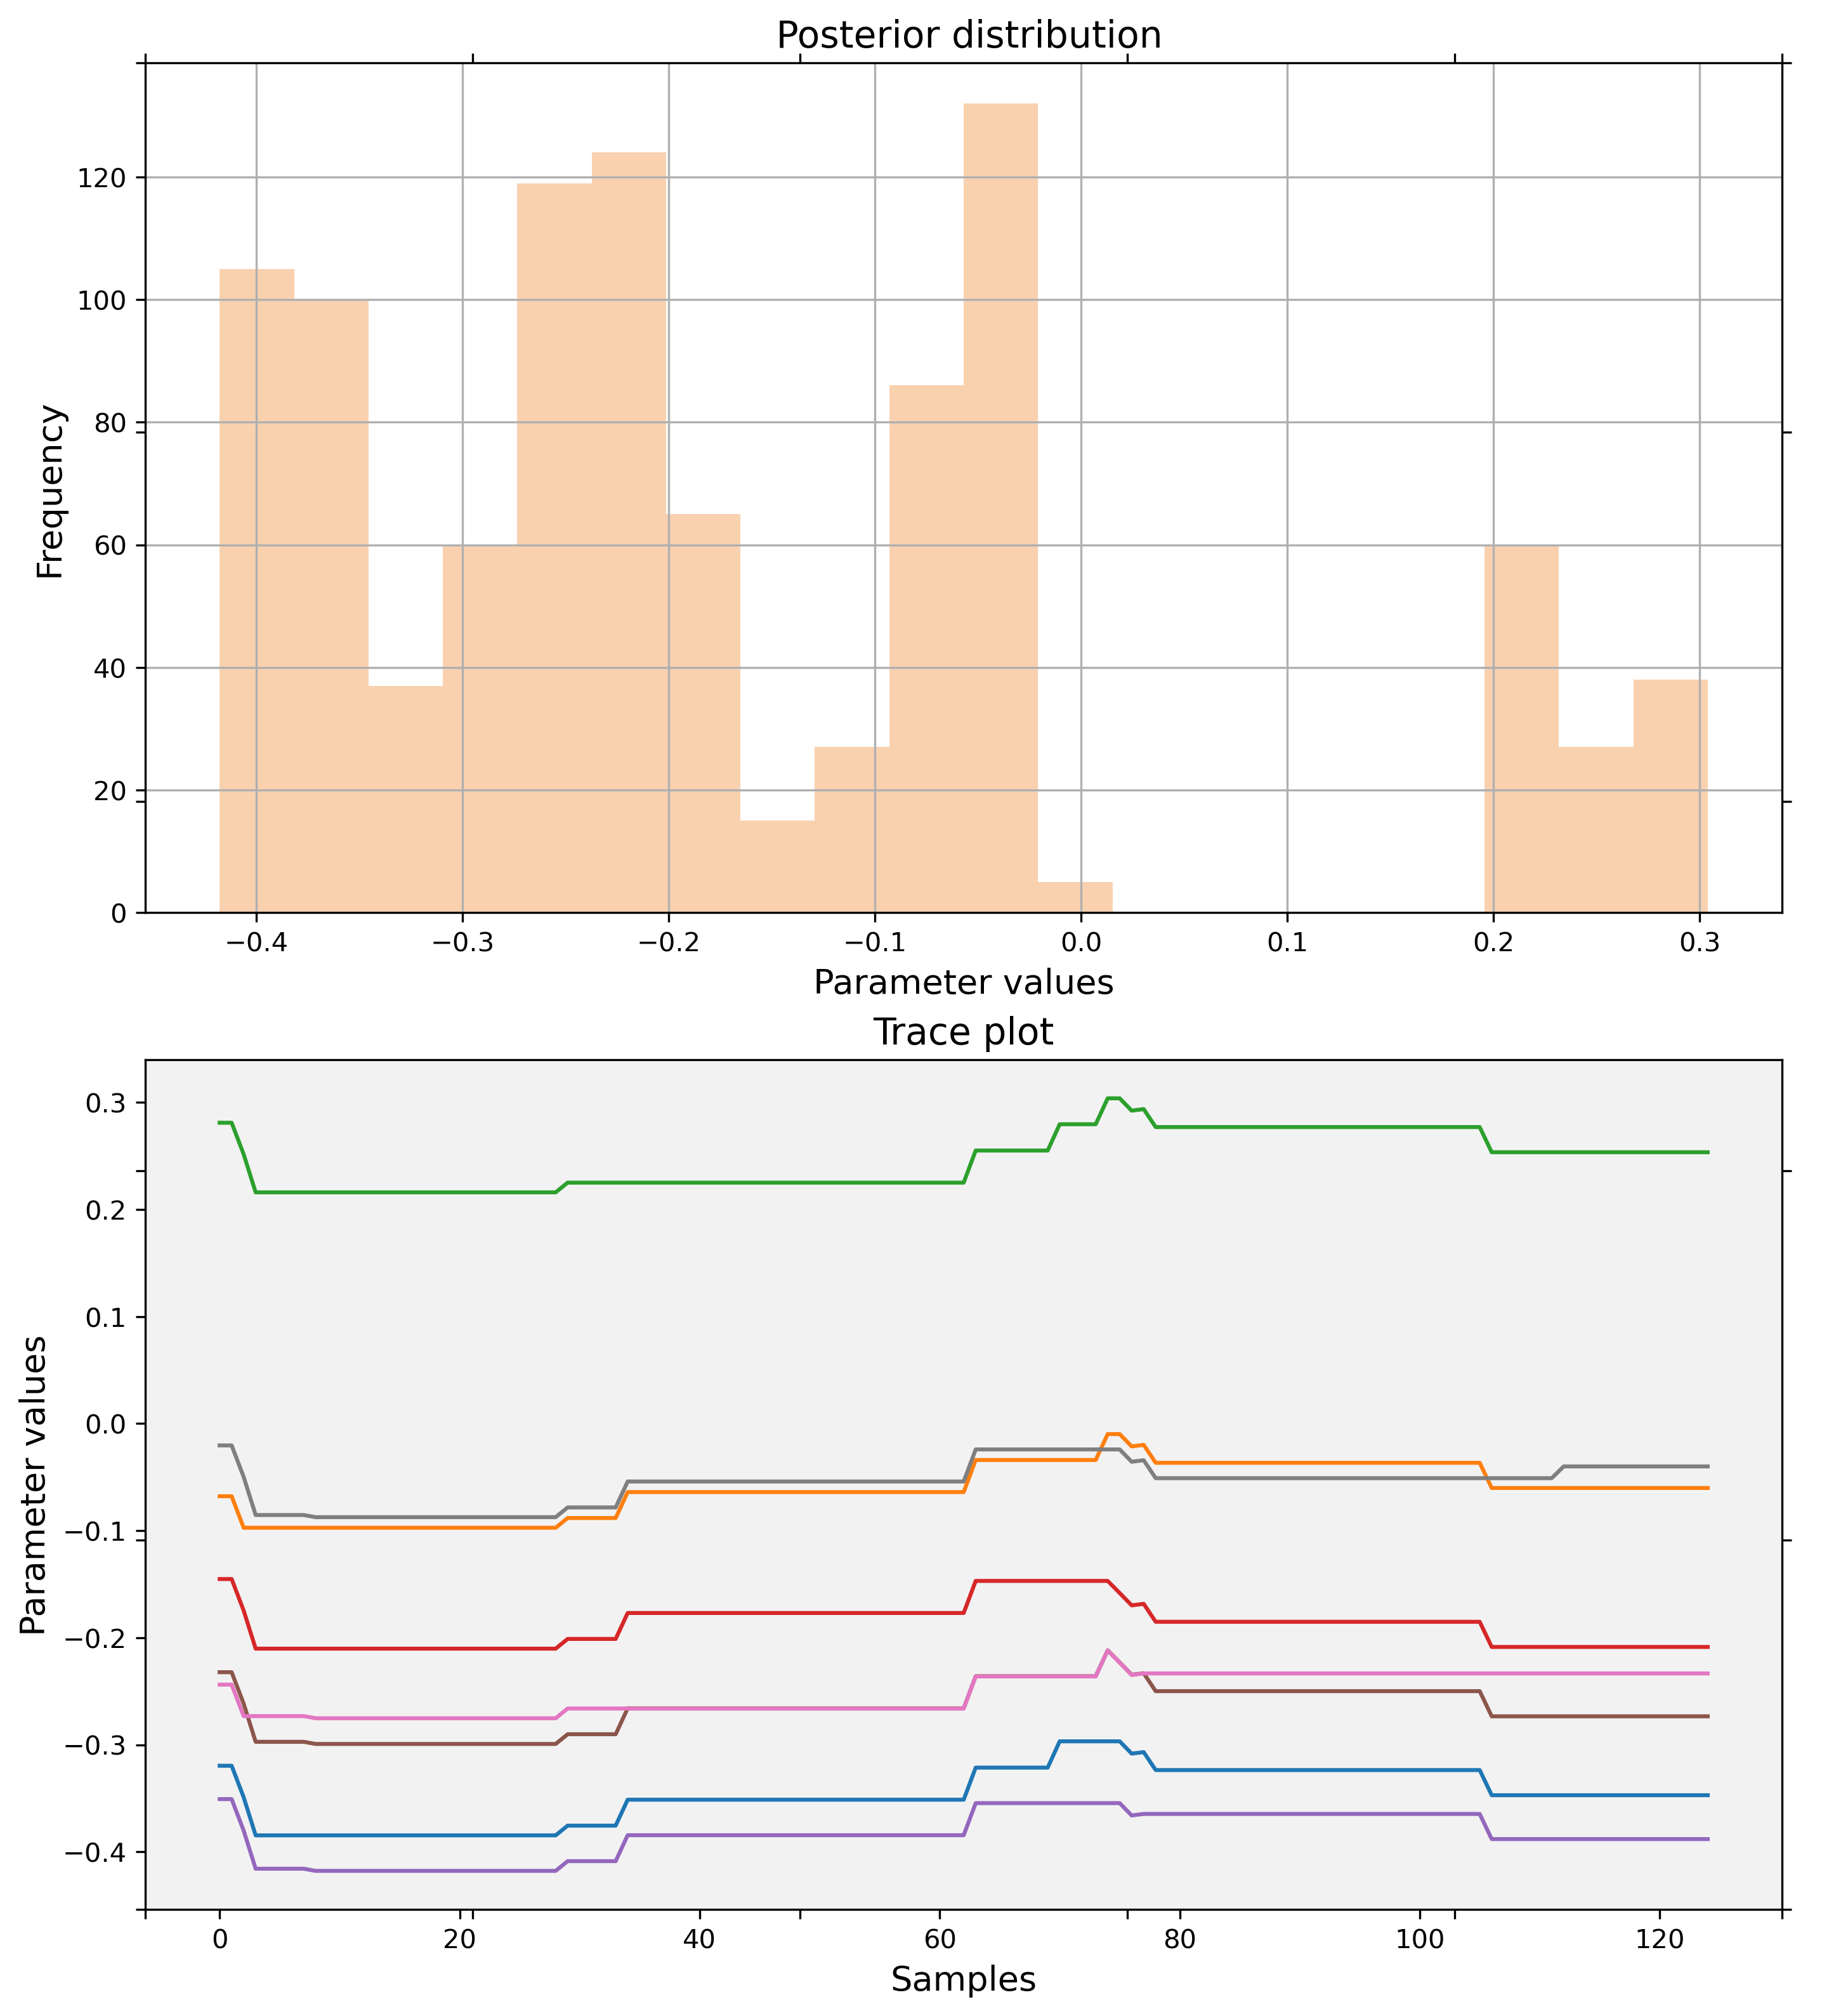 Posterior distribution
Frequency
120
100
80
60
40
20
0
−0.4 −0.3 −0.2 −0.1 0.0 0.1 0.2 0.3
Parameter values
Trace plot
Parameter values
0.3
0.2
0.1
0.0
−0.1
−0.2
−0.3
−0.4
0 20 40 60 80 100 120
Samples